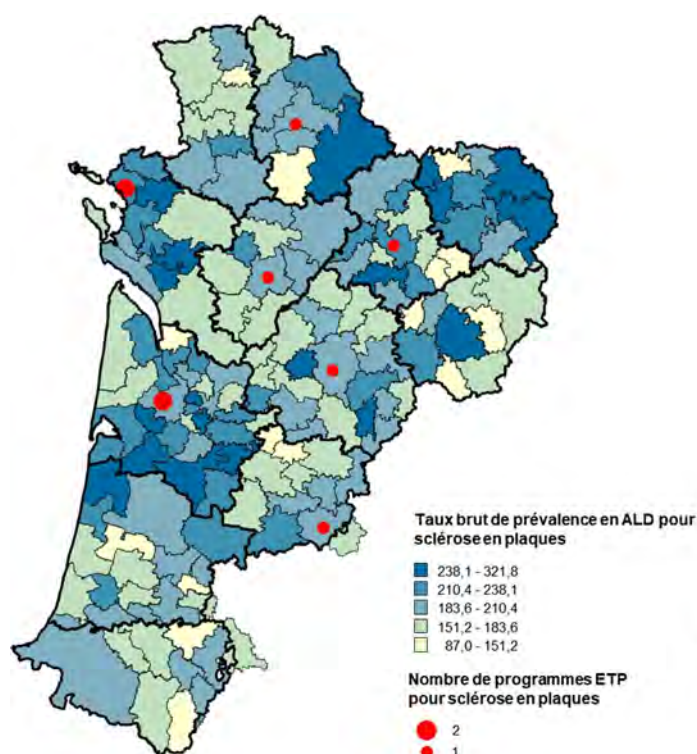 Taux brut de prévalence en ALD pour
sclérose en plaques
238,1 - 321,8
210,4 - 238,1
183,6 - 210,4
151,2 - 183,6
87,0 - 151,2
Nombre de programmes ETP
pour sclérose en plaques
2
1